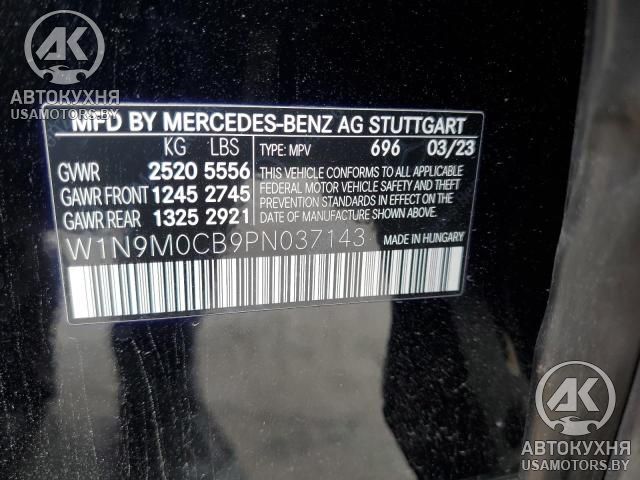 AK
АВТОКУХНЯ
USAMOTORS.BY
MFD BY MERCEDES-BENZ AG STUTTGART
KG LBS TYPE: MPV 696 03/23
GVWR 2520 5556
GAWR FRONT 1245 2745
GAWR REAR 1325 2921
THIS VEHICLE CONFORMS TO ALL APPLICABLE
FEDERAL MOTOR VEHICLE SAFETY AND THEFT
PREVENTION STANDARDS IN EFFECT ON THE
DATE OF MANUFACTURE SHOWN ABOVE.
W1N9M0CB9PN037143 MADE IN HUNGARY
AK
АВТОКУХНЯ
USAMOTORS.BY